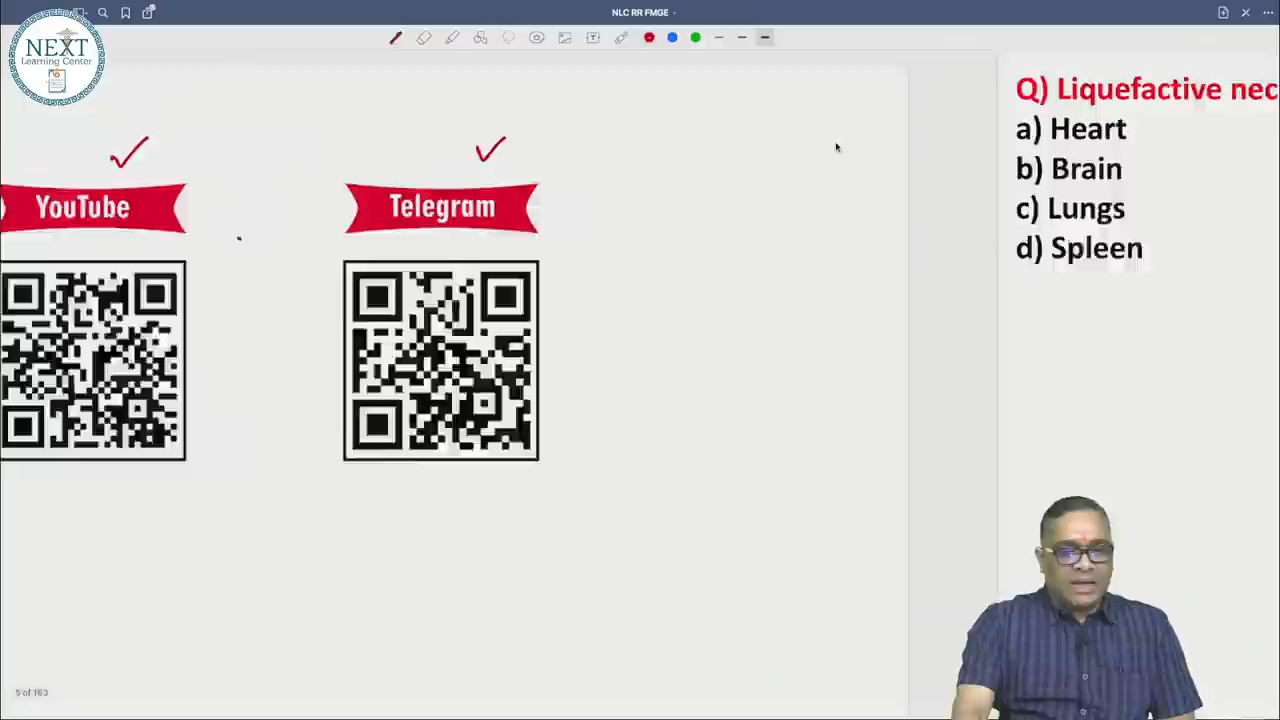 NLC RR FMGE
NEXT
Learning Center
YouTube
Telegram
Q) Liquefactive nec
a) Heart
b) Brain
c) Lungs
d) Spleen
5 of 163